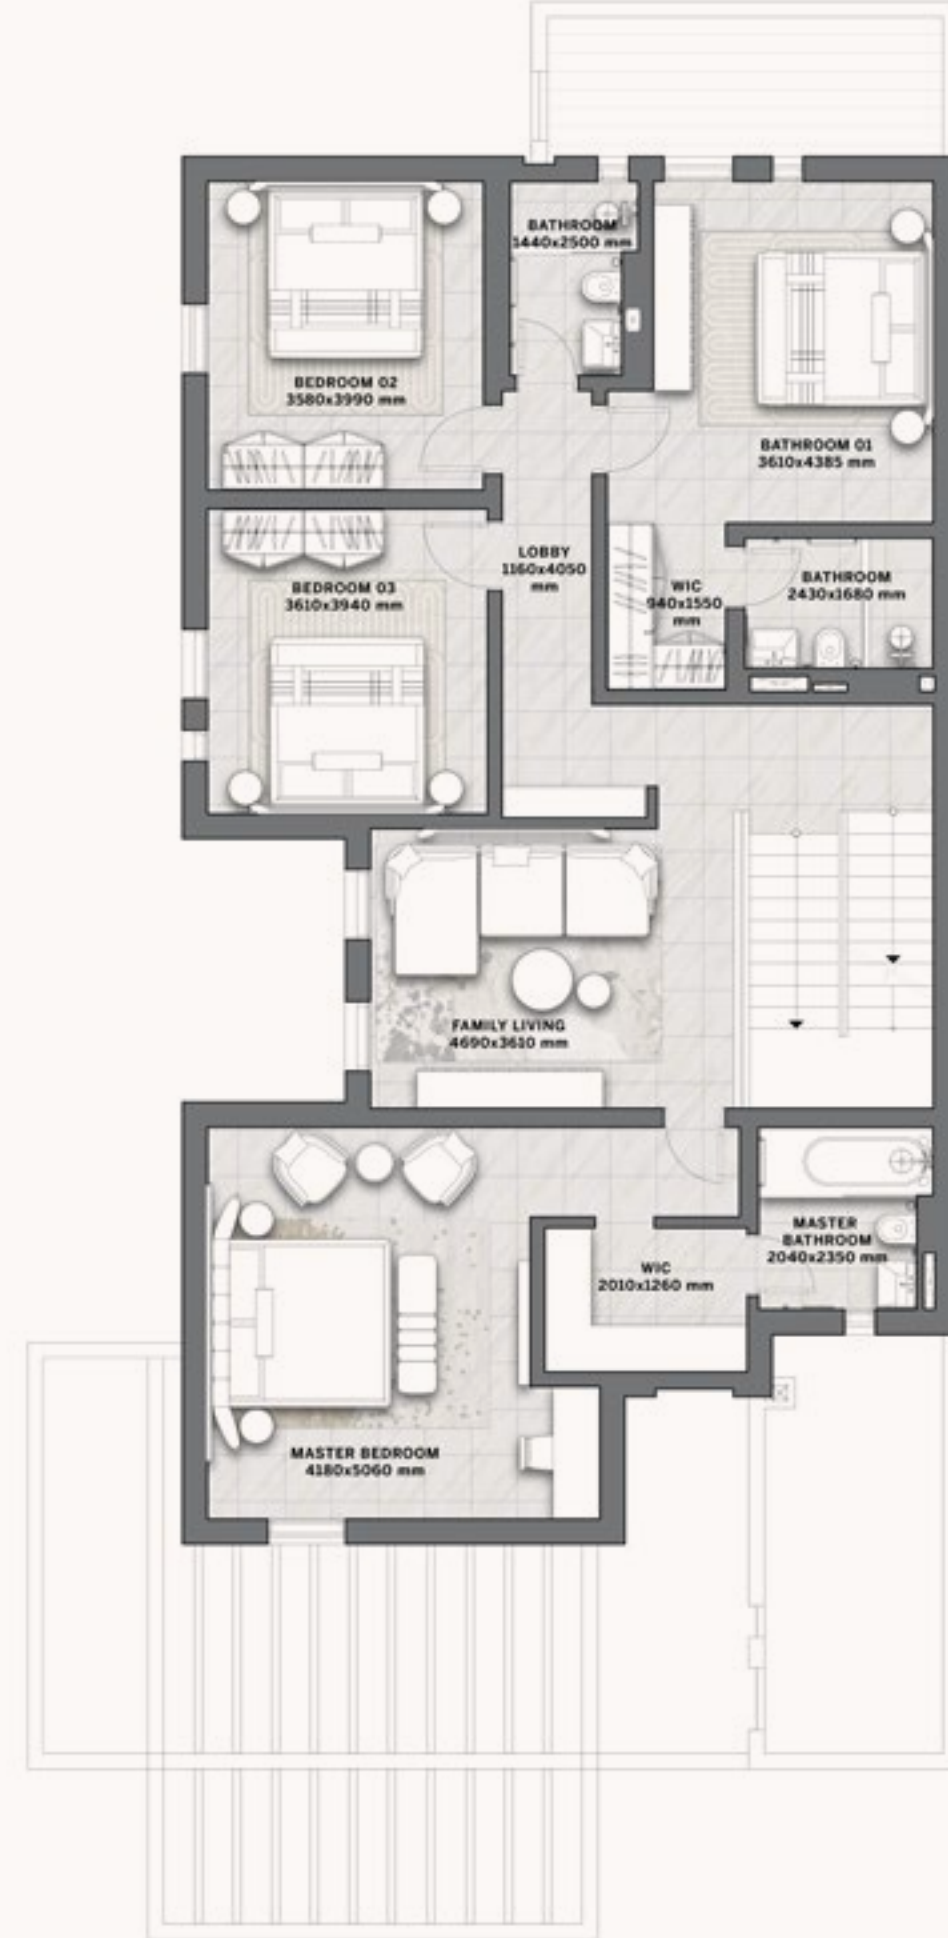 BATHROOM
1440x2500 mm
BEDROOM 02
3580x3990 mm
BATHROOM 01
3610x4385 mm
LOBBY
1160x4050
mm
BEDROOM 03
3610x3940 mm
WIC
940x1550
mm
BATHROOM
2430x1680 mm
FAMILY LIVING
4690x3610 mm
MASTER
BATHROOM
2040x2350 mm
WIC
2010x1260 mm
MASTER BEDROOM
4180x5060 mm